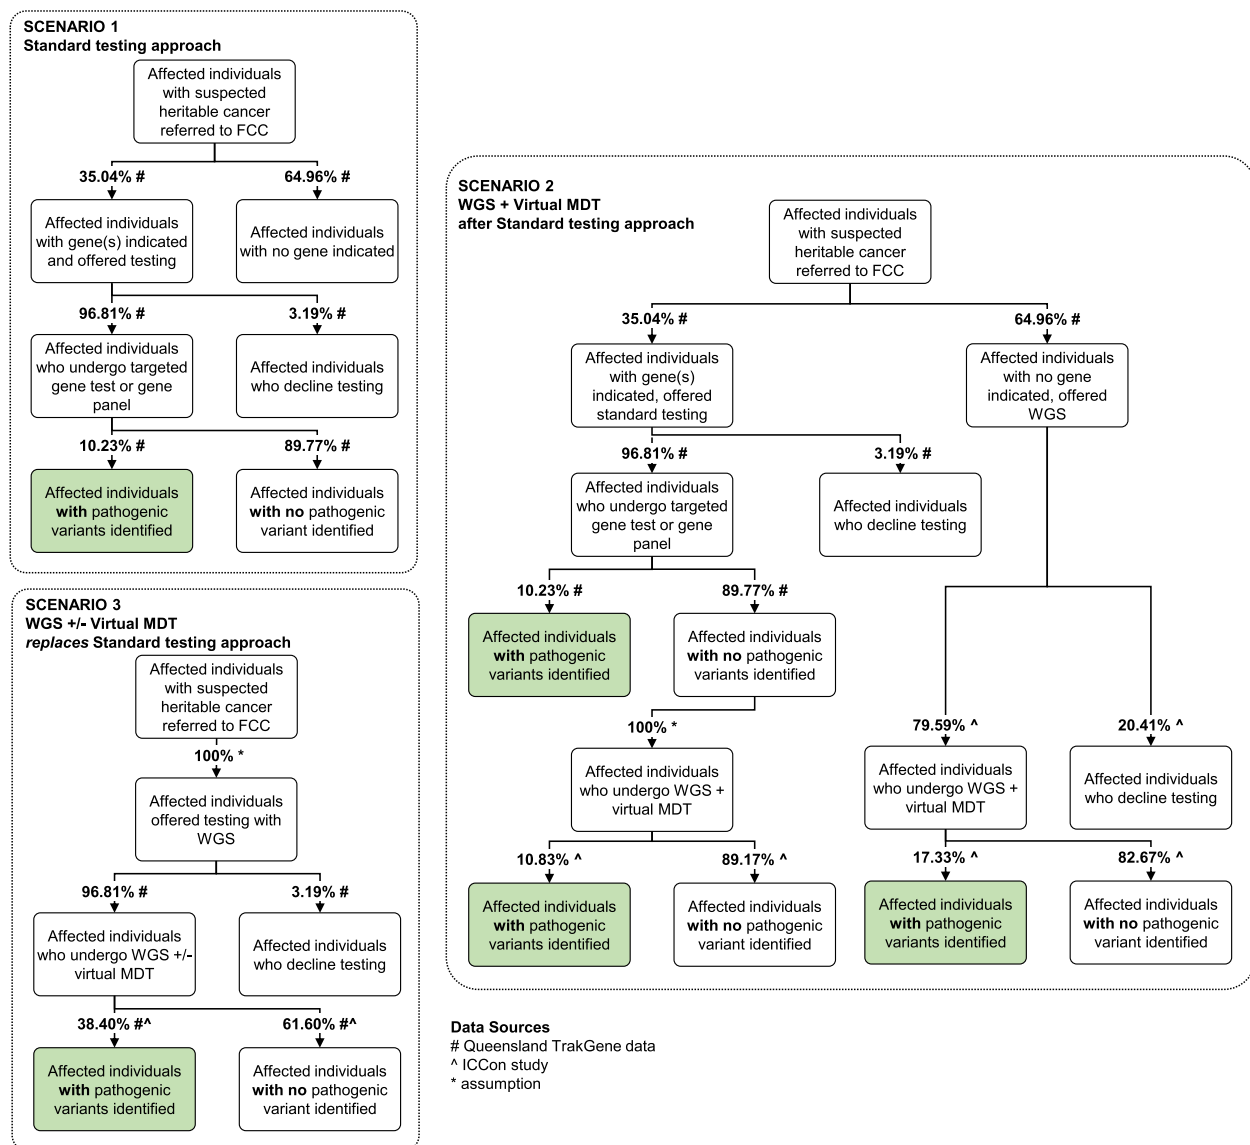 SCENARIO 1
Standard testing approach
Affected individuals
with suspected
heritable cancer
referred to FCC
35.04% #
64.96% #
Affected individuals
with gene(s) indicated
and offered testing
Affected individuals
with no gene indicated
96.81% #
3.19% #
Affected individuals
who undergo targeted
gene test or gene
panel
Affected individuals
who decline testing
10.23% #
89.77% #
Affected individuals
with pathogenic
variants identified
Affected individuals
with no pathogenic
variant identified
SCENARIO 2
WGS + Virtual MDT
after Standard testing approach
Affected individuals
with suspected
heritable cancer
referred to FCC
35.04% #
64.96% #
Affected individuals
with gene(s)
indicated, offered
standard testing
Affected individuals
with no gene
indicated, offered
WGS
96.81% #
3.19% #
Affected individuals
who undergo targeted
gene test or gene
panel
Affected individuals
who decline testing
10.23% #
89.77% #
Affected individuals
with pathogenic
variants identified
Affected individuals
with no pathogenic
variants identified
100% *
79.59% ^
20.41% ^
Affected individuals
who undergo WGS +
virtual MDT
Affected individuals
who undergo WGS +
virtual MDT
Affected individuals
who decline testing
10.83% ^
89.17% ^
17.33% ^
82.67% ^
Affected individuals
with pathogenic
variants identified
Affected individuals
with no pathogenic
variant identified
Affected individuals
with pathogenic
variants identified
Affected individuals
with no pathogenic
variant identified
SCENARIO 3
WGS +/- Virtual MDT
replaces Standard testing approach
Affected individuals
with suspected
heritable cancer
referred to FCC
100% *
Affected individuals
offered testing with
WGS
96.81% #
3.19% #
Affected individuals
who undergo WGS +/-
virtual MDT
Affected individuals
who decline testing
38.40% #^
61.60% #^
Affected individuals
with pathogenic
variants identified
Affected individuals
with no pathogenic
variant identified
Data Sources
# Queensland TrakGene data
^ ICCon study
* assumption